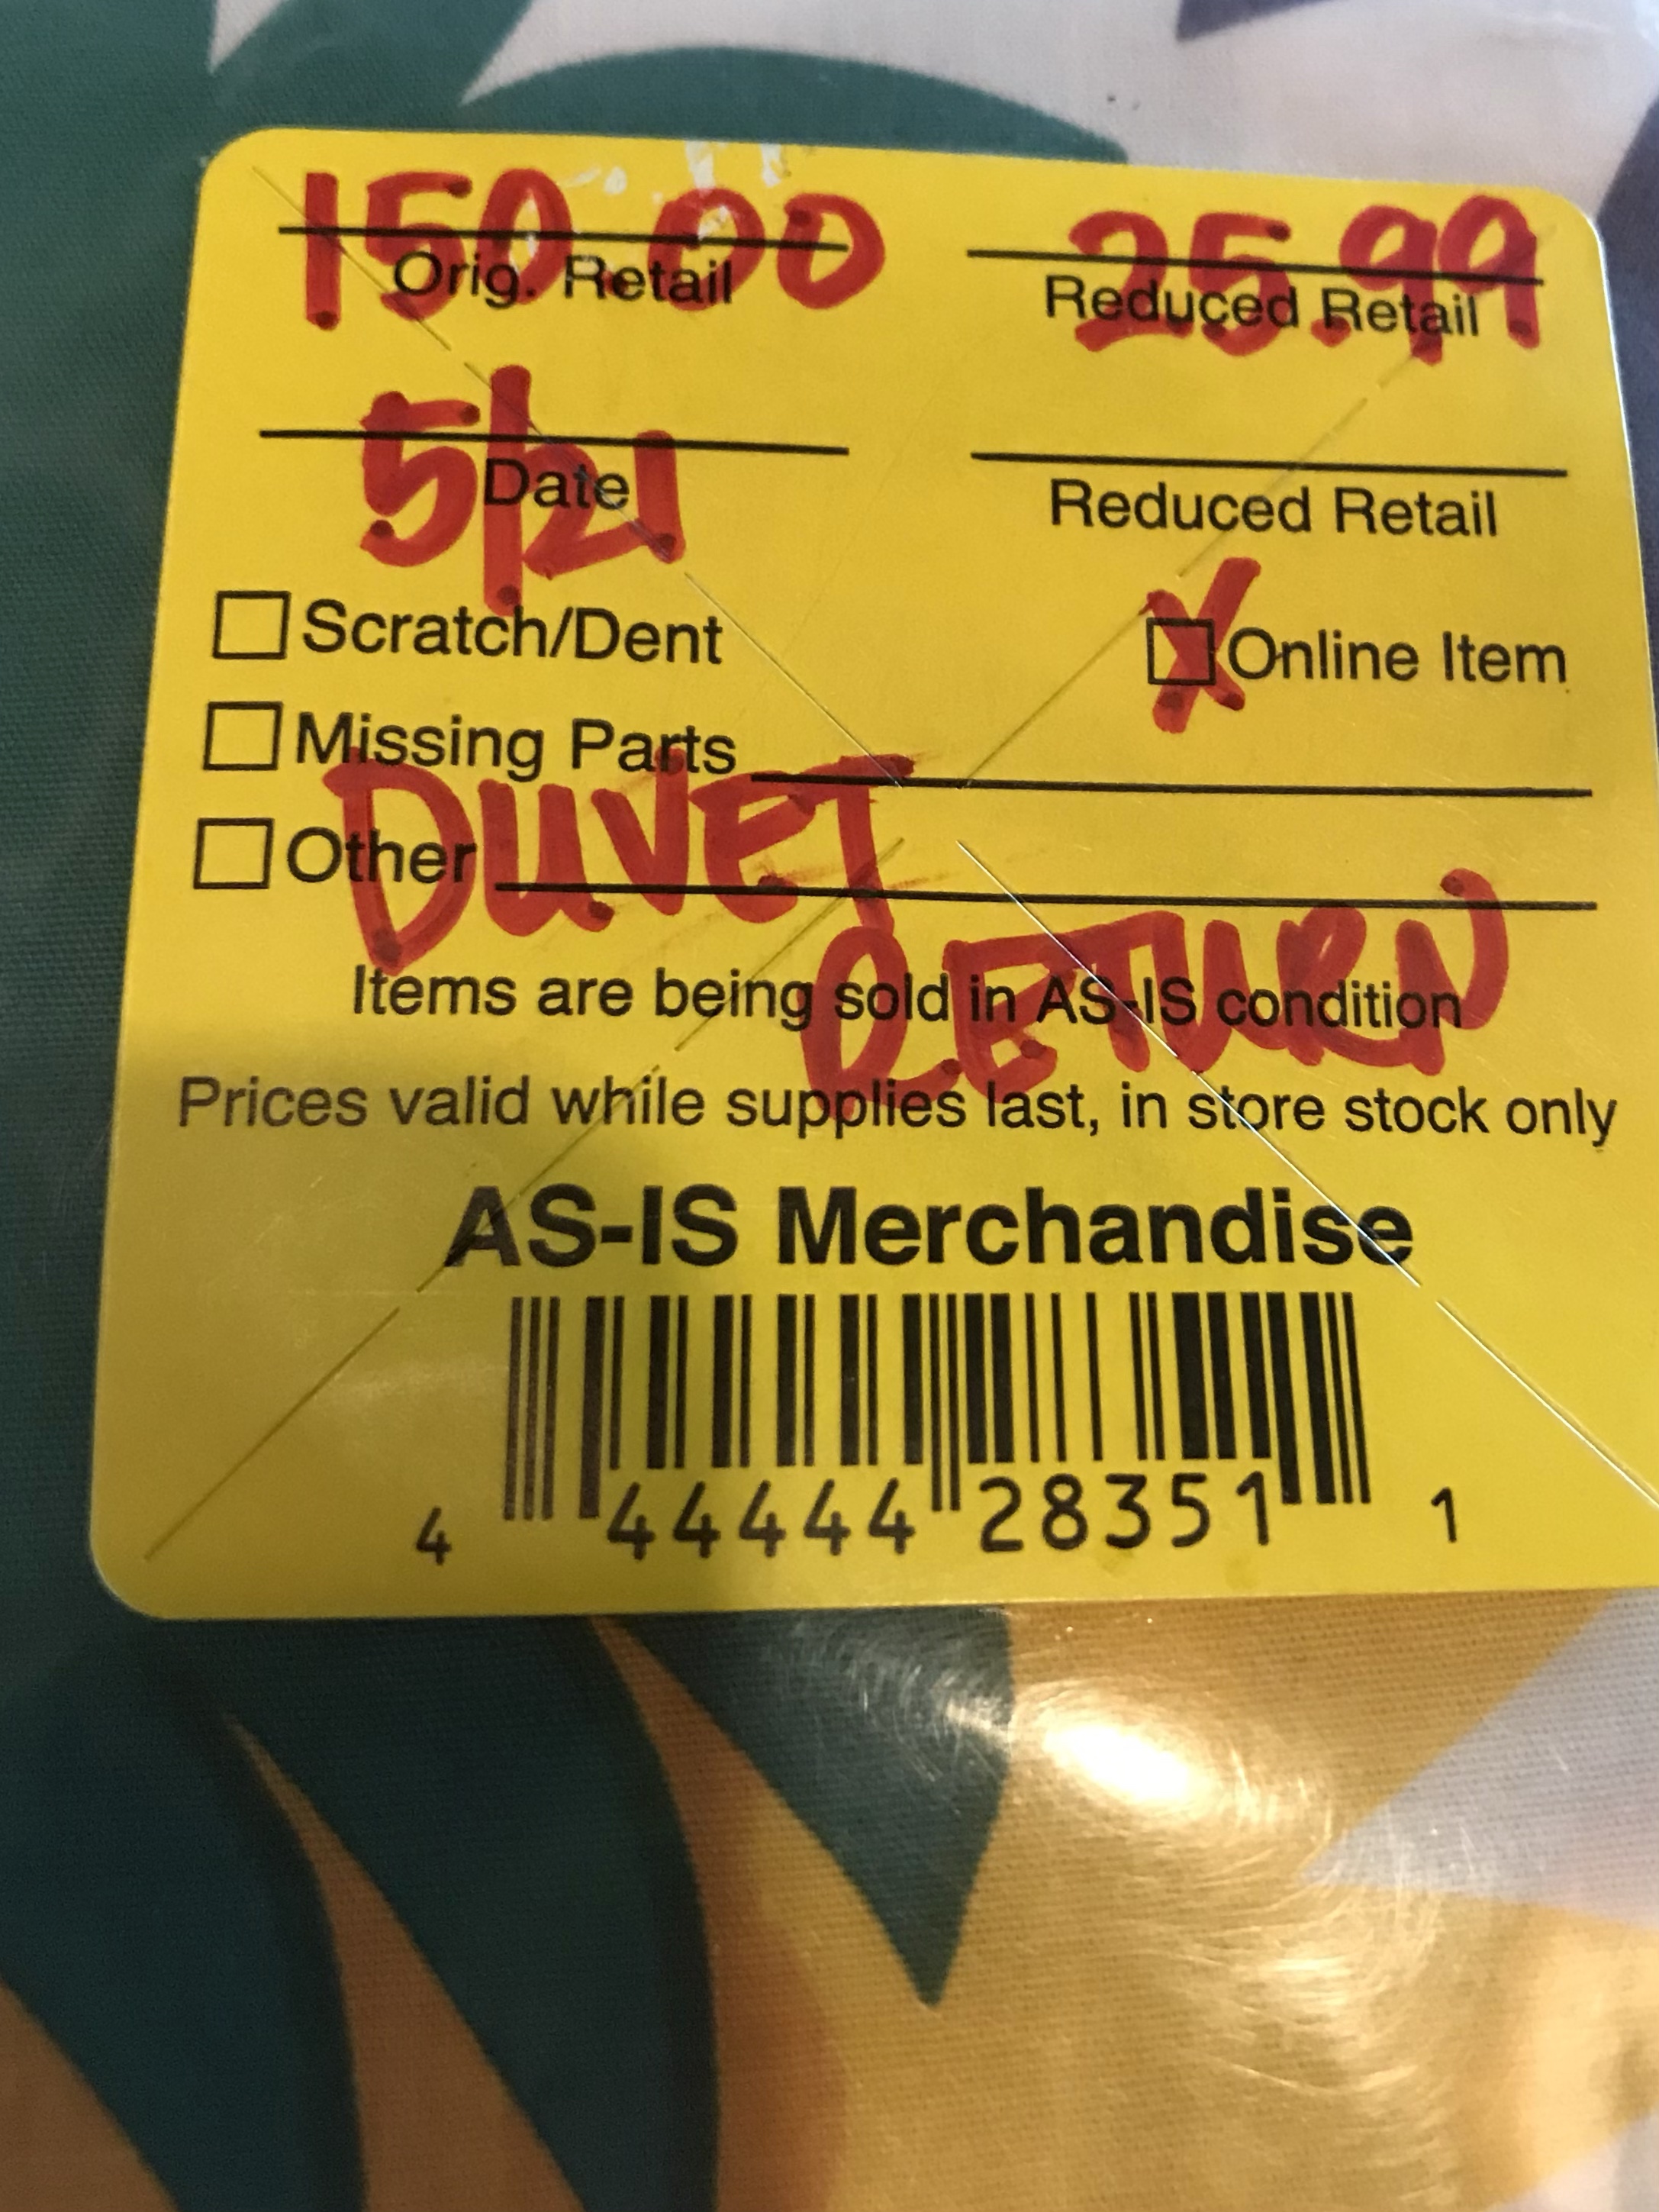 150.00 25.99
Orig. Retail Reduced Retail
5/21
Date Reduced Retail
Scratch/Dent X Online Item
Missing Parts
DUVET
Other
RETURN
Items are being sold in AS-IS condition
Prices valid while supplies last, in store stock only
AS-IS Merchandise
4 44444 28351 1